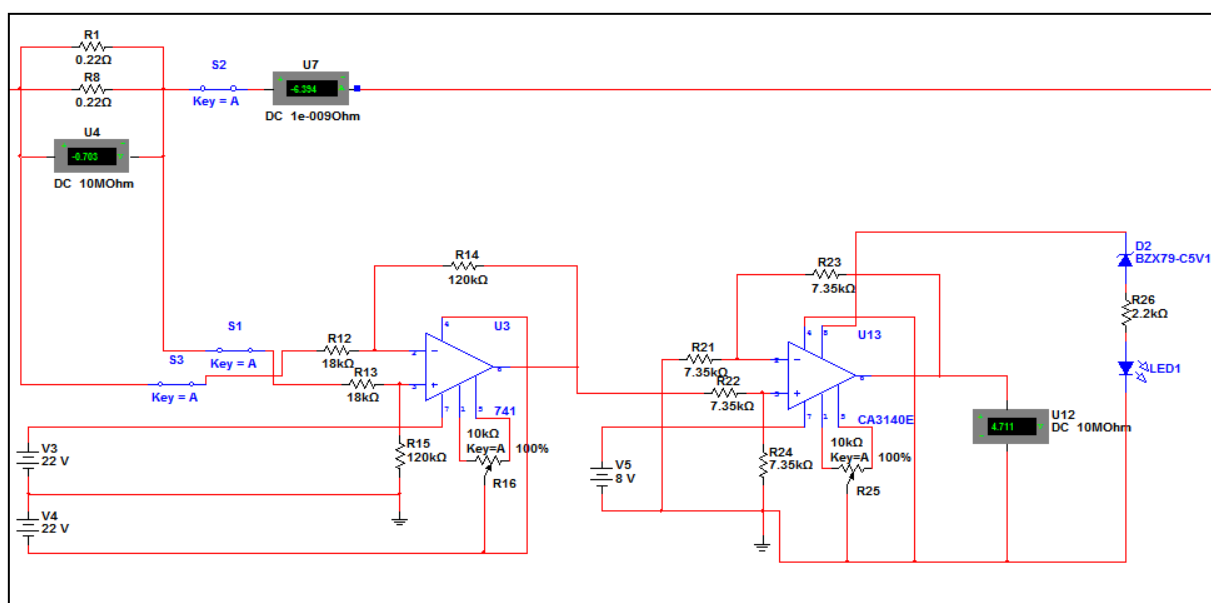 R1
0.22Ω
R8
0.22Ω
S2
Key = A
U7
-6.394
A
DC 1e-009Ohm
U4
-0.703
V
DC 10MOhm
R14
120kΩ
S1
Key = A
S3
Key = A
R12
18kΩ
R13
18kΩ
U3
4
2
3
6
7
1
5
741
R15
120kΩ
10kΩ
Key=A
100%
R16
V3
22 V
V4
22 V
R23
7.35kΩ
U13
4
8
R21
7.35kΩ
R22
7.35kΩ
2
3
6
7
1
5
CA3140E
R24
7.35kΩ
10kΩ
Key=A
100%
R25
V5
8 V
D2
BZX79-C5V1
R26
2.2kΩ
LED1
4.711
V
U12
DC 10MOhm